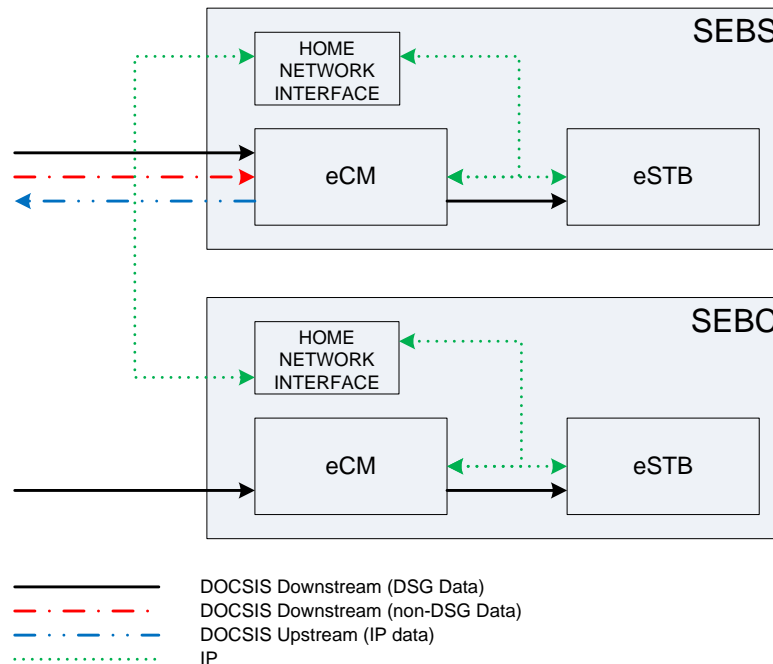 SEBS
HOME
NETWORK
INTERFACE
eCM
eSTB
SEBC
HOME
NETWORK
INTERFACE
eCM
eSTB
DOCSIS Downstream (DSG Data)
DOCSIS Downstream (non-DSG Data)
DOCSIS Upstream (IP data)
IP